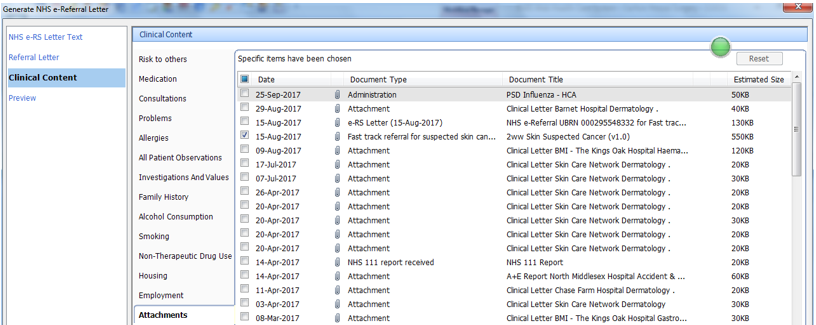 Generate NHS e-Referral Letter
NHS e-RS Letter Text
Referral Letter
Clinical Content
Preview
Clinical Content
Risk to others
Medication
Consultations
Problems
Allergies
All Patient Observations
Investigations And Values
Family History
Alcohol Consumption
Smoking
Non-Therapeutic Drug Use
Housing
Employment
Attachments
Specific items have been chosen
Reset
Date Document Type Document Title Estimated Size
25-Sep-2017 Administration PSD Influenza - HCA 50KB
29-Aug-2017 Attachment Clinical Letter Barnet Hospital Dermatology . 40KB
15-Aug-2017 e-RS Letter (15-Aug-2017) NHS e-Referral UBRN 000295548332 for Fast trac... 130KB
15-Aug-2017 Fast track referral for suspected skin can... 2ww Skin Suspected Cancer (v1.0) 550KB
09-Aug-2017 Attachment Clinical Letter BMI - The Kings Oak Hospital Haema... 120KB
17-Jul-2017 Attachment Clinical Letter Skin Care Network Dermatology . 20KB
07-Jul-2017 Attachment Clinical Letter Skin Care Network Dermatology . 30KB
26-Apr-2017 Attachment Clinical Letter Skin Care Network Dermatology . 20KB
20-Apr-2017 Attachment Clinical Letter Skin Care Network Dermatology . 30KB
20-Apr-2017 Attachment Clinical Letter Skin Care Network Dermatology . 30KB
20-Apr-2017 Attachment Clinical Letter Skin Care Network Dermatology . 20KB
20-Apr-2017 Attachment Clinical Letter Skin Care Network Dermatology . 20KB
14-Apr-2017 NHS 111 report received NHS 111 Report 20KB
14-Apr-2017 Attachment A+E Report North Middlesex Hospital Accident & ... 60KB
11-Apr-2017 Attachment Clinical Letter Chase Farm Hospital Dermatology . 20KB
03-Apr-2017 Attachment Clinical Letter Skin Care Network Dermatology 30KB
08-Mar-2017 Attachment Clinical Letter BMI - The Kings Oak Hospital Gastro... 30KB